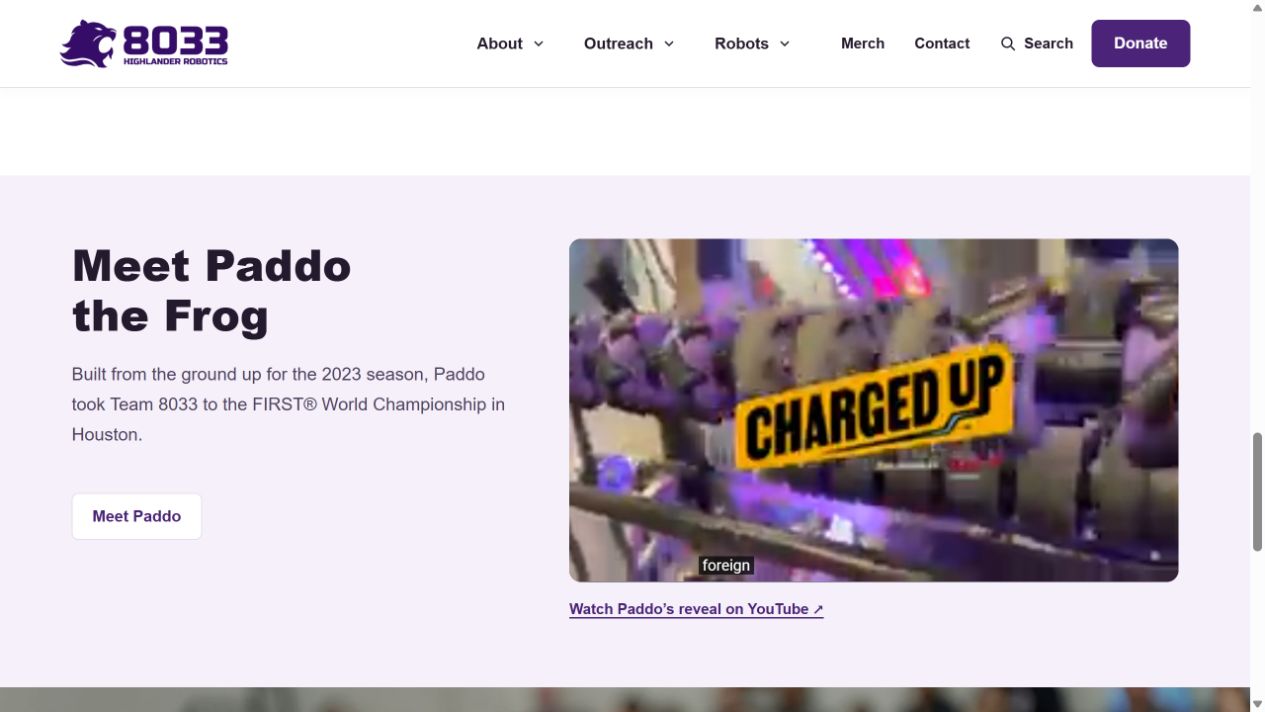 8033
HIGHLANDER ROBOTICS
About
Outreach
Robots
Merch
Contact
Search
Donate
Meet Paddo
the Frog
Built from the ground up for the 2023 season, Paddo
took Team 8033 to the FIRST® World Championship in
Houston.
Meet Paddo
CHARGED UP
foreign
Watch Paddo’s reveal on YouTube ↗